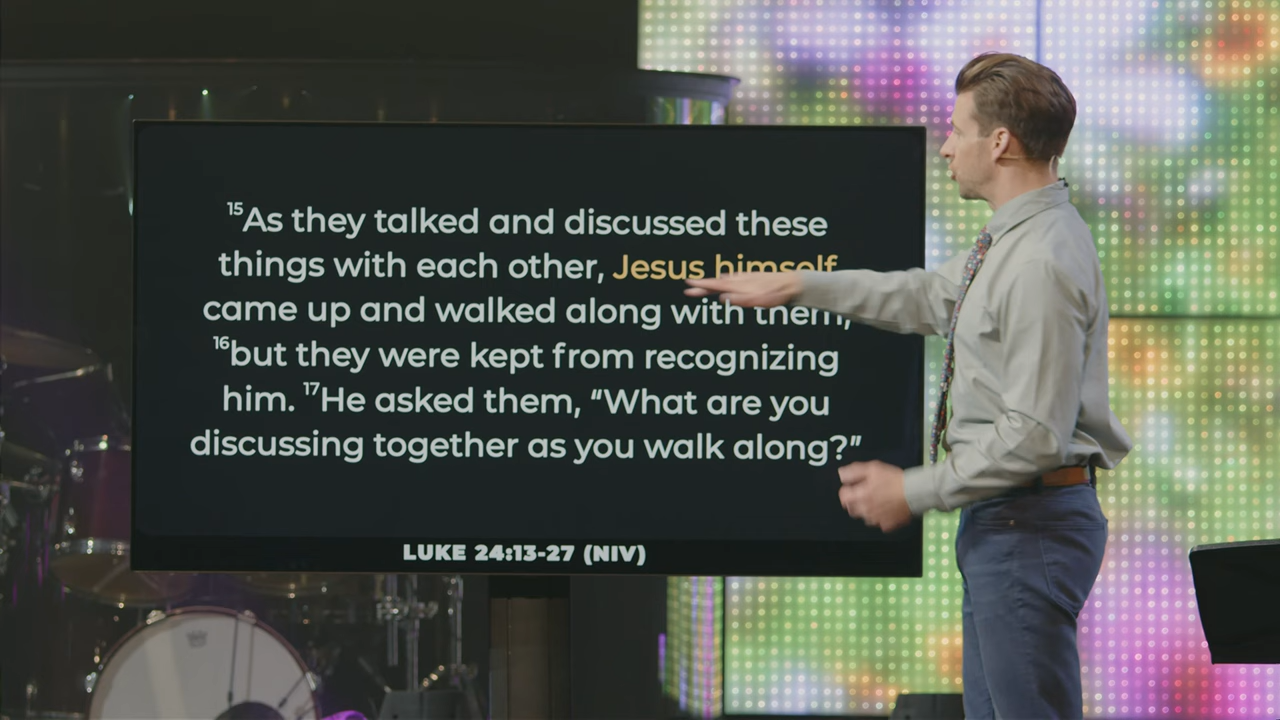 15As they talked and discussed these
things with each other, Jesus himself
came up and walked along with them,
16but they were kept from recognizing
him. 17He asked them, “What are you
discussing together as you walk along?”
LUKE 24:13-27 (NIV)